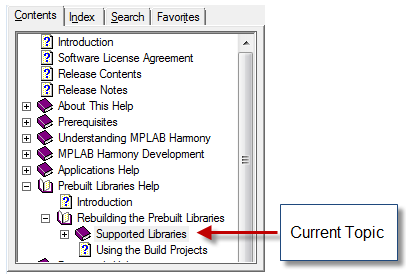 Contents Index Search Favorites
Introduction
Software License Agreement
Release Contents
Release Notes
About This Help
Prerequisites
Understanding MPLAB Harmony
MPLAB Harmony Development
Applications Help
Prebuilt Libraries Help
Introduction
Rebuilding the Prebuilt Libraries
Supported Libraries
Current Topic
Using the Build Projects